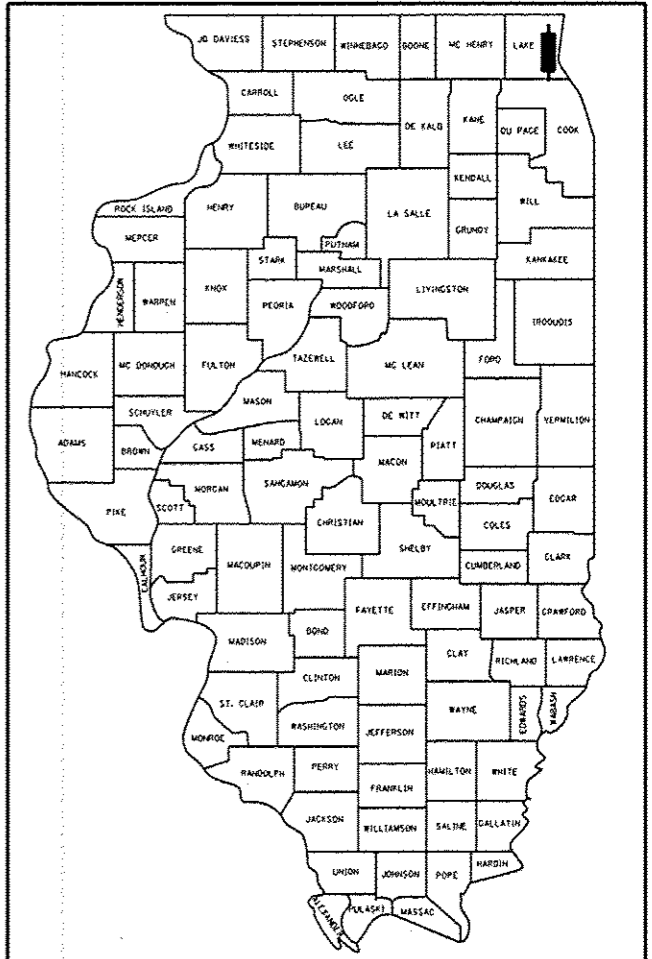 JO DAVIESS STEPHENSON WINNEBAGO BOONE MC HENRY LAKE
CARROLL OGLE DE KALB KANE DU PAGE COOK
WHITESIDE LEE KENDALL WILL
ROCK ISLAND HENRY BUREAU LA SALLE GRUNDY
MERCER PUTNAM KANKAKEE
HENDERSON WARREN KNOX STARK MARSHALL LIVINGSTON
PEORIA WOODFORD IROQUOIS
HANCOCK MC DONOUGH FULTON TAZEWELL MC LEAN FORD
SCHUYLER MASON LOGAN DE WITT CHAMPAIGN VERMILION
ADAMS BROWN CASS MENARD PIATT
MACON
PIKE SCOTT MORGAN SANGAMON MOULTRIE DOUGLAS EDGAR
CHRISTIAN COLES
CALHOUN GREENE MACOUPIN MONTGOMERY SHELBY CUMBERLAND CLARK
JERSEY FAYETTE EFFINGHAM JASPER CRAWFORD
MADISON BOND CLAY RICHLAND LAWRENCE
CLINTON MARION
ST. CLAIR WAYNE EDWARDS WABASH
MONROE WASHINGTON JEFFERSON
RANDOLPH PERRY HAMILTON WHITE
FRANKLIN
JACKSON WILLIAMSON SALINE GALLATIN
UNION JOHNSON POPE HARDIN
ALEXANDER PULASKI MASSAC